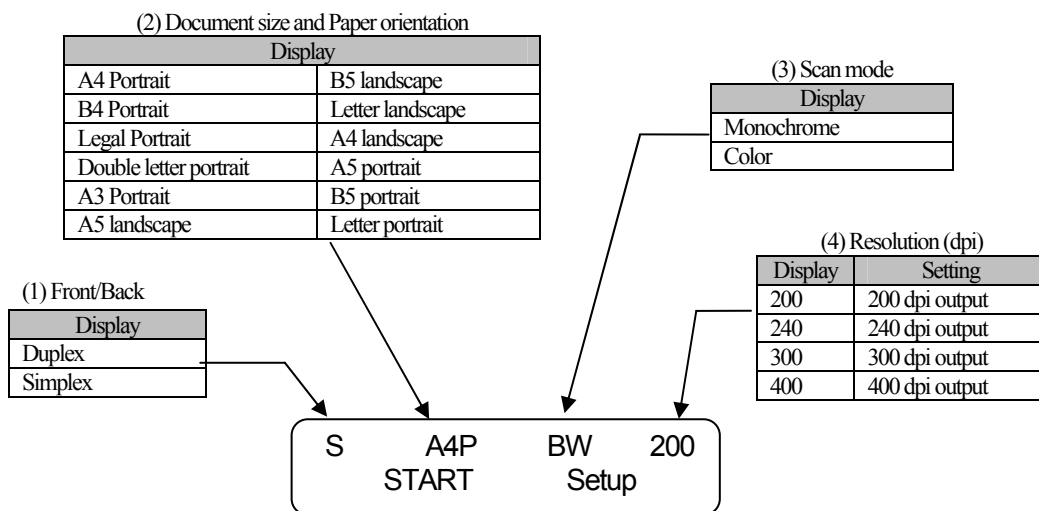 (2) Document size and Paper orientation
Display
A4 Portrait B5 landscape
B4 Portrait Letter landscape
Legal Portrait A4 landscape
Double letter portrait A5 portrait
A3 Portrait B5 portrait
A5 landscape Letter portrait
(3) Scan mode
Display
Monochrome
Color
(4) Resolution (dpi)
Display Setting
200 200 dpi output
240 240 dpi output
300 300 dpi output
400 400 dpi output
(1) Front/Back
Display
Duplex
Simplex
S A4P BW 200
START Setup